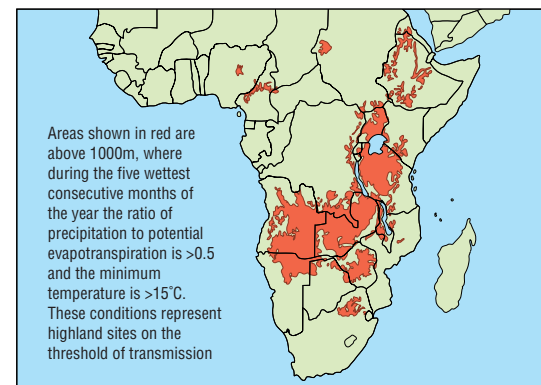 Areas shown in red are
above 1000m, where
during the five wettest
consecutive months of
the year the ratio of
precipitation to potential
evapotranspiration is >0.5
and the minimum
temperature is >15˚C.
These conditions represent
highland sites on the
threshold of transmission